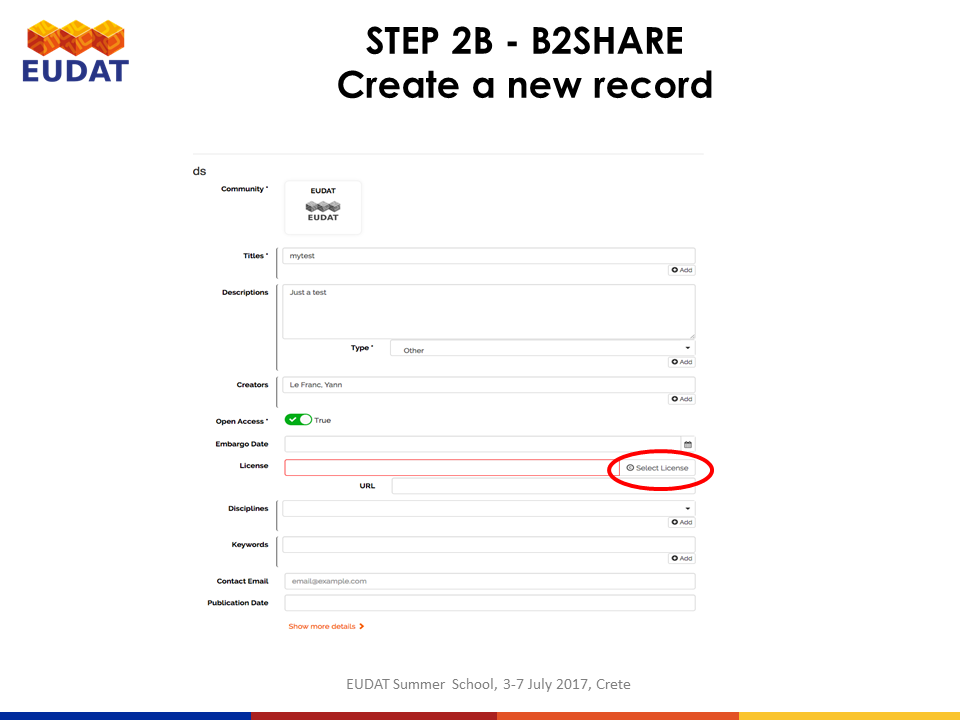 EUDAT
STEP 2B - B2SHARE
Create a new record
ds
Community *
EUDAT
EUDAT
Titles *
mytest
Add
Descriptions
Just a test
Type *
Other
Add
Creators
Le Franc, Yann
Add
Open Access *
True
Embargo Date
License
Select License
URL
Disciplines
Add
Keywords
Add
Contact Email
email@example.com
Publication Date
Show more details
EUDAT Summer School, 3-7 July 2017, Crete